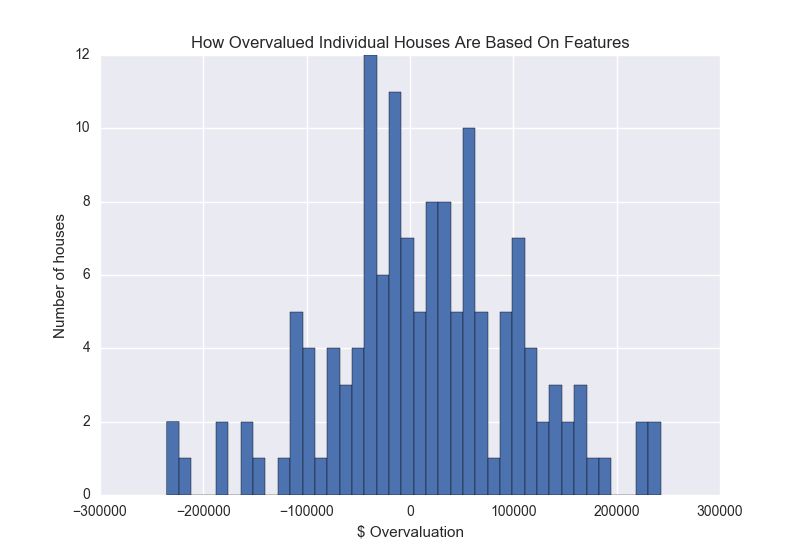 How Overvalued Individual Houses Are Based On Features
12
10
8
6
4
2
0
Number of houses
−300000 −200000 −100000 0 100000 200000 300000
$ Overvaluation